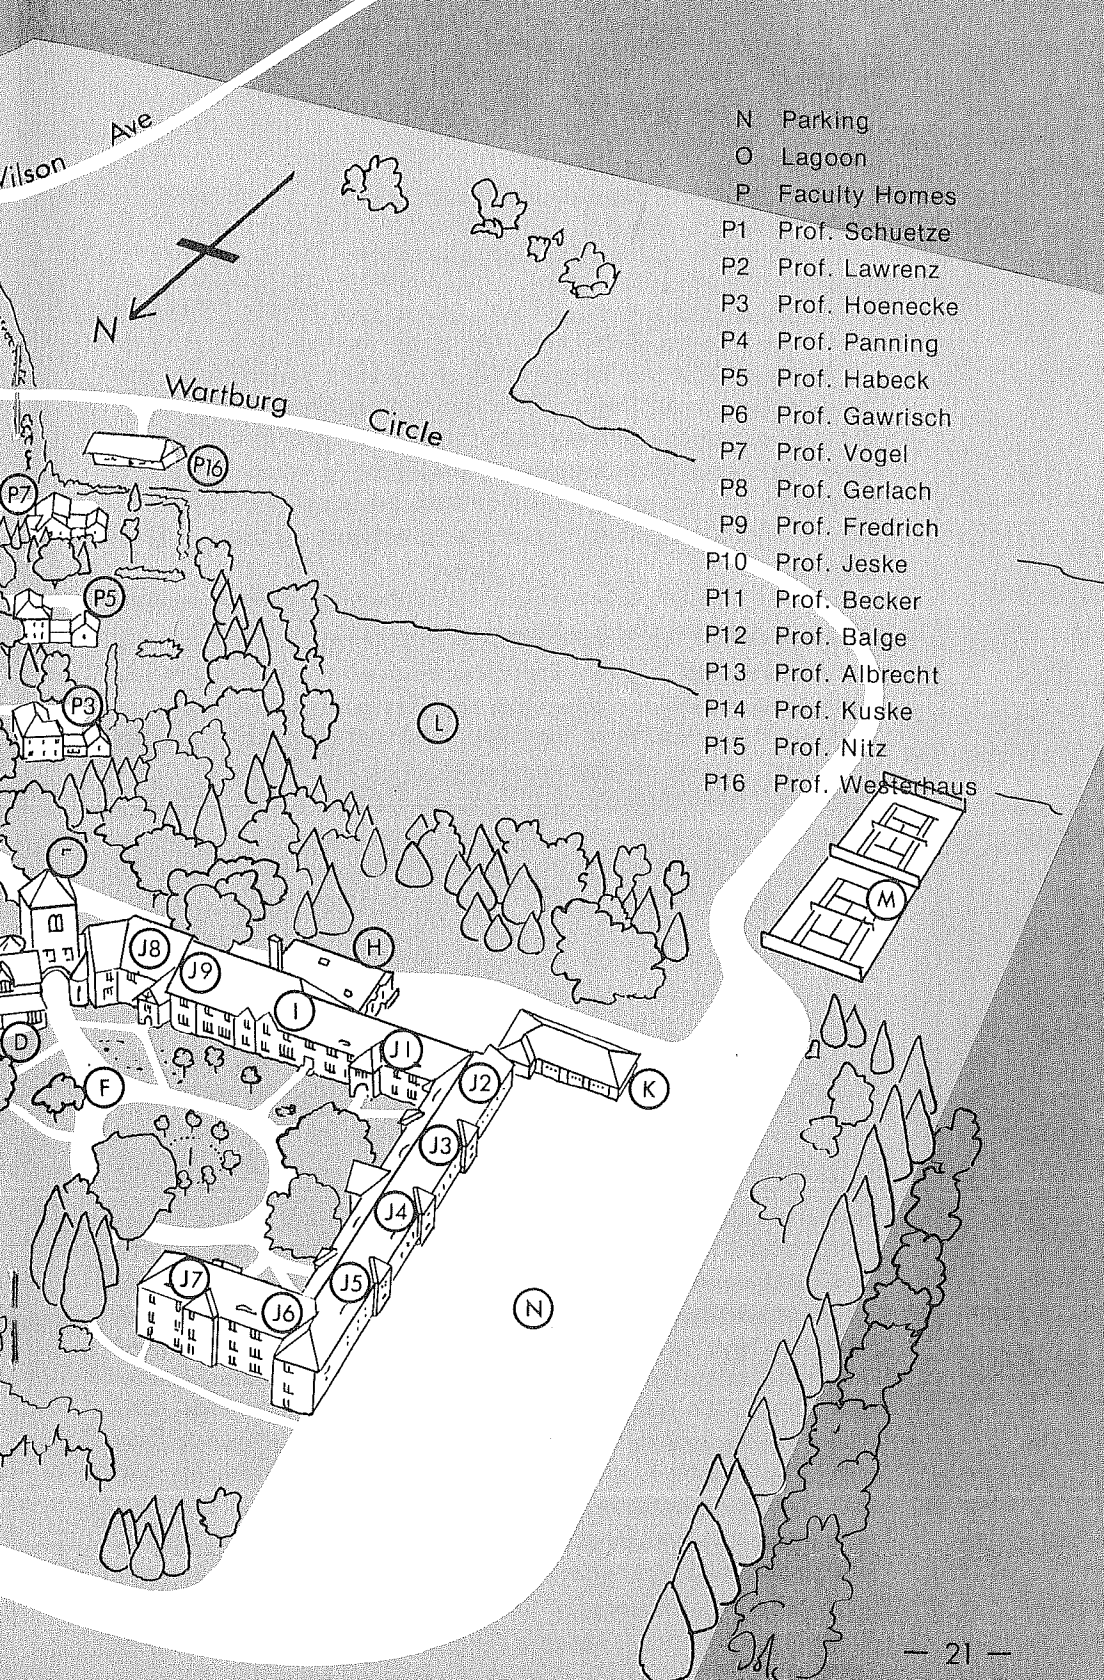 Ave
Wilson
N
Wartburg Circle
N Parking
O Lagoon
P Faculty Homes
P1 Prof. Schuetze
P2 Prof. Lawrenz
P3 Prof. Hoenecke
P4 Prof. Panning
P5 Prof. Habeck
P6 Prof. Gawrisch
P7 Prof. Vogel
P8 Prof. Gerlach
P9 Prof. Fredrich
P10 Prof. Jeske
P11 Prof. Becker
P12 Prof. Balge
P13 Prof. Albrecht
P14 Prof. Kuske
P15 Prof. Nitz
P16 Prof. Westerhaus
P16
P7
P5
P3
L
M
J8
J9
H
I
D
J1
F
J2
K
J3
J4
J7
J5
J6
N
— 21 —